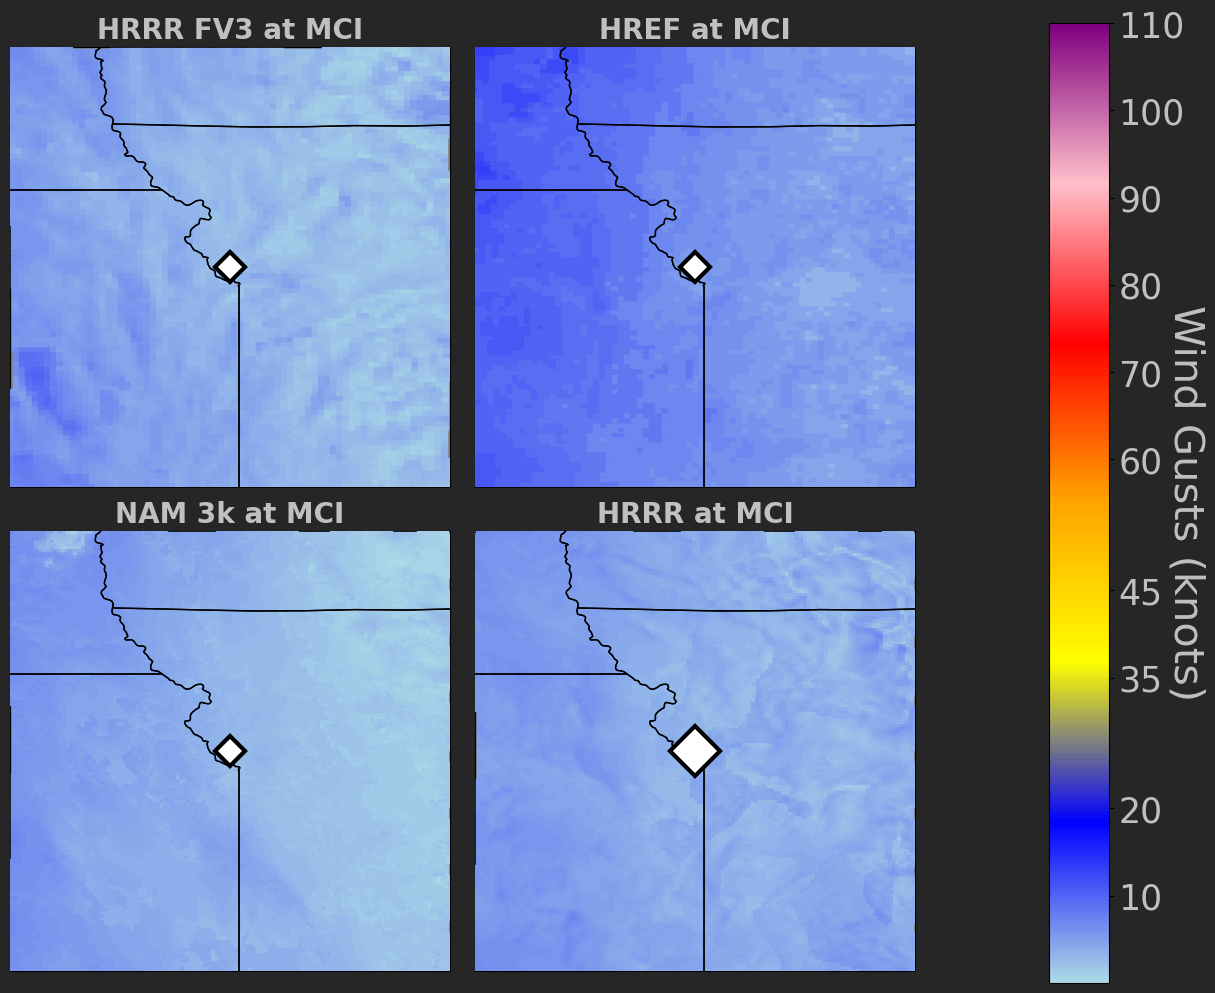 HRRR FV3 at MCI
HREF at MCI
NAM 3k at MCI
HRRR at MCI
110
100
90
80
70
60
45
35
20
10
Wind Gusts (knots)